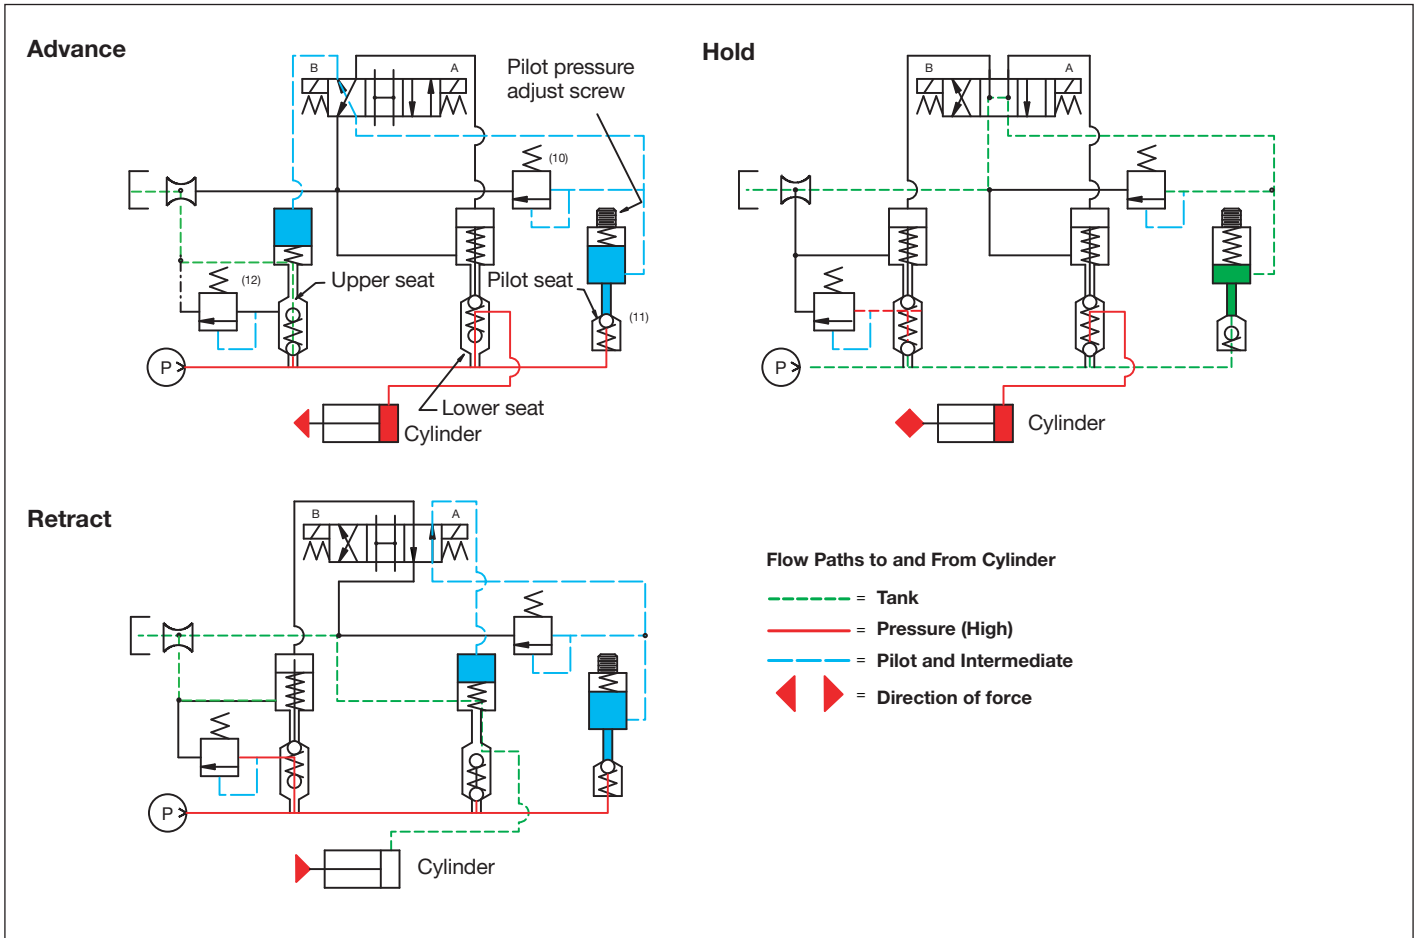 Advance
B
A
Pilot pressure
adjust screw
(10)
(12)
Upper seat
Pilot seat
(11)
P
Lower seat
Cylinder
Hold
B
A
P
Cylinder
Retract
B
A
P
Cylinder
Flow Paths to and From Cylinder
= Tank
= Pressure (High)
= Pilot and Intermediate
= Direction of force